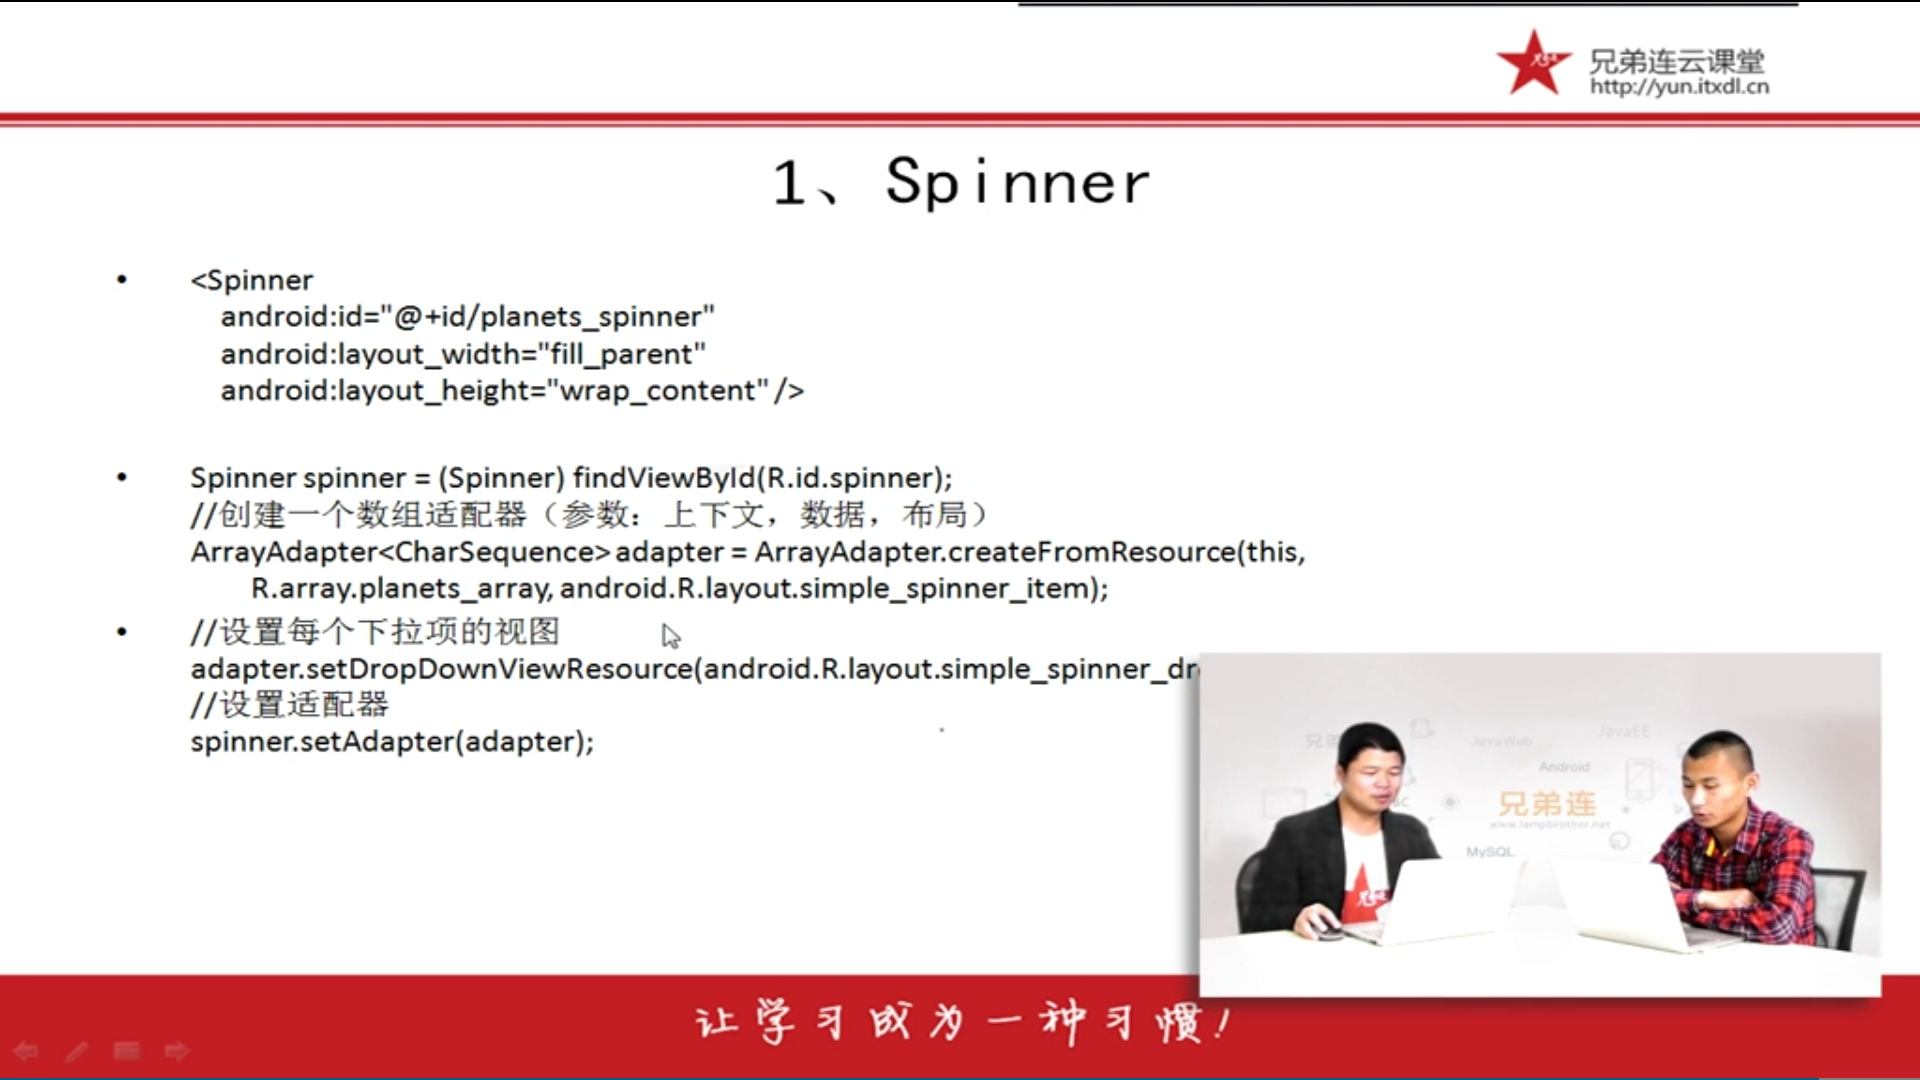 兄弟连云课堂
http://yun.itxdl.cn
1、Spinner
• <Spinner
android:id="@+id/planets_spinner"
android:layout_width="fill_parent"
android:layout_height="wrap_content" />
• Spinner spinner = (Spinner) findViewById(R.id.spinner);
//创建一个数组适配器（参数：上下文，数据，布局）
ArrayAdapter<CharSequence> adapter = ArrayAdapter.createFromResource(this,
R.array.planets_array, android.R.layout.simple_spinner_item);
• //设置每个下拉项的视图
adapter.setDropDownViewResource(android.R.layout.simple_spinner_dr
//设置适配器
spinner.setAdapter(adapter);
JavaWeb
JavaEE
Android
兄弟连
www.lampbrother.net
MySQL
让学习成为一种习惯！